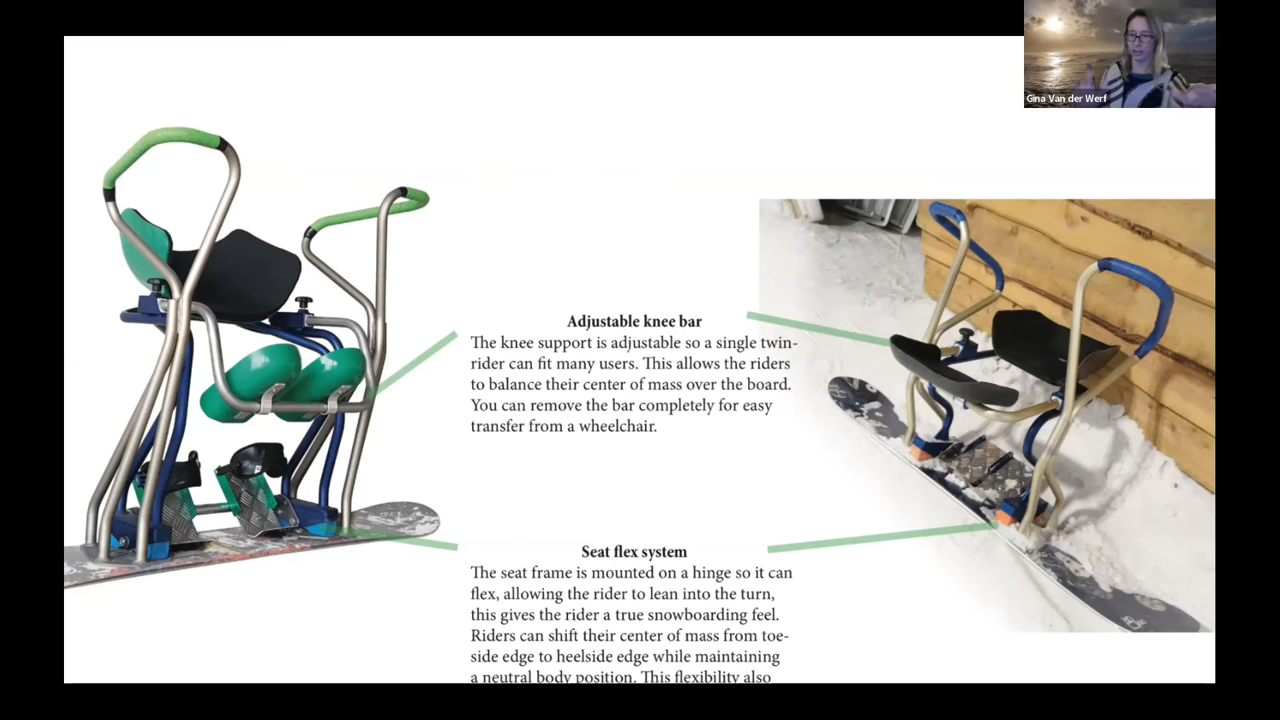 Gina Van der Werf
Adjustable knee bar
The knee support is adjustable so a single twin-
rider can fit many users. This allows the riders
to balance their center of mass over the board.
You can remove the bar completely for easy
transfer from a wheelchair.
Seat flex system
The seat frame is mounted on a hinge so it can
flex, allowing the rider to lean into the turn,
this gives the rider a true snowboarding feel.
Riders can shift their center of mass from toe-
side edge to heelside edge while maintaining
a neutral body position. This flexibility also